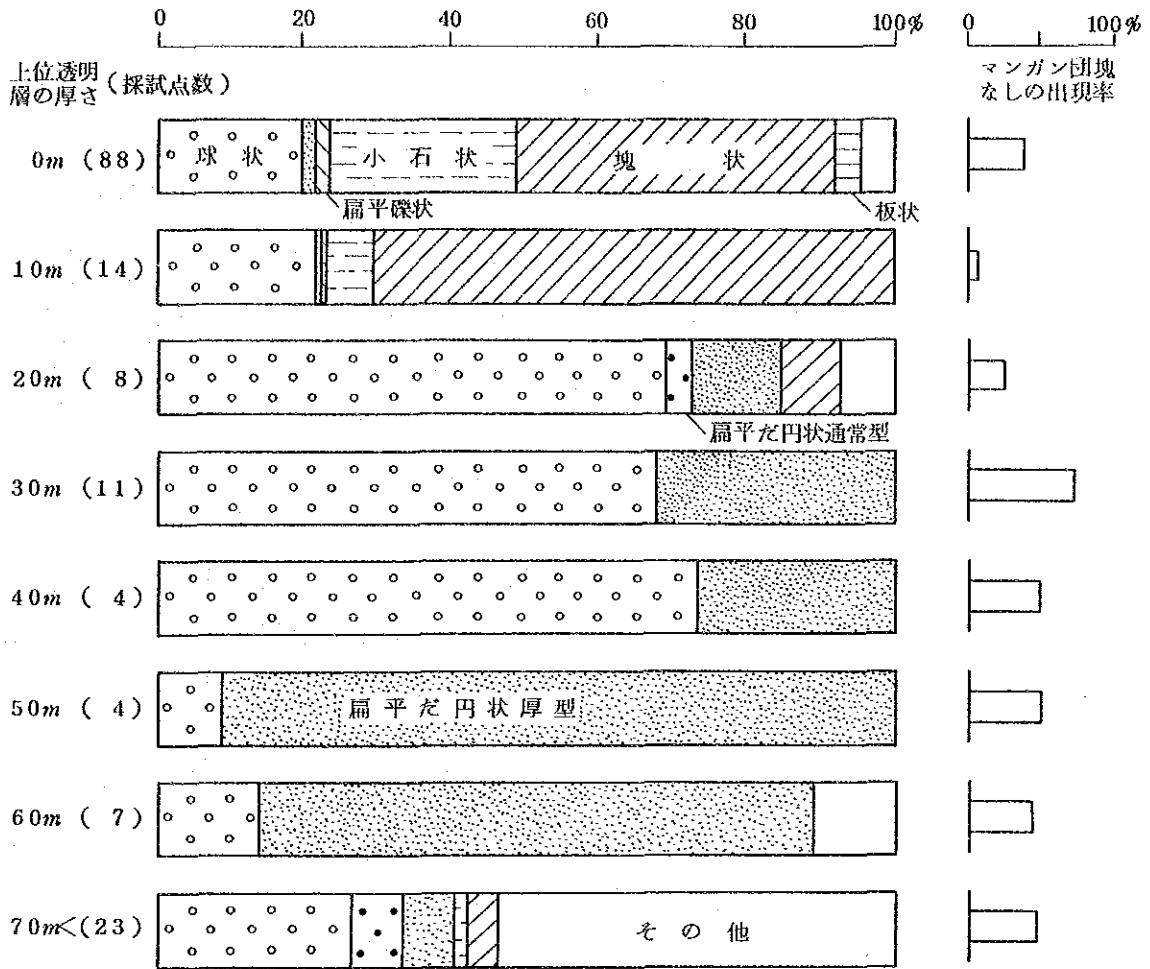 0 20 40 60 80 100% 0 100%
上位透明
層の厚さ(採試点数)
マンガン団塊
なしの出現率
0m (88) 球状 小石状 塊状
扁平礫状 板状
10m (14)
20m ( 8)
扁平だ円状通常型
30m (11)
40m ( 4)
50m ( 4) 扁平だ円状厚型
60m ( 7)
70m<(23) その他